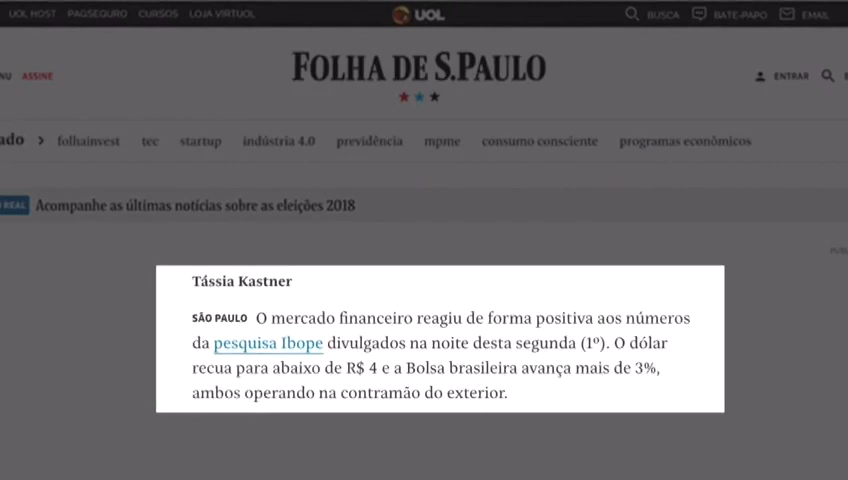 UOL HOST PAGSEGURO CURSOS LOJA VIRTUAL UOL BUSCA BATE-PAPO EMAIL
NU ASSINE FOLHA DE S.PAULO ENTRAR
ado > folhainvest tec startup indústria 4.0 previdência mpme consumo consciente programas econômicos
REAL Acompanhe as últimas notícias sobre as eleições 2018
Tássia Kastner
SÃO PAULO O mercado financeiro reagiu de forma positiva aos números
da pesquisa Ibope divulgados na noite desta segunda (1º). O dólar
recua para abaixo de R$ 4 e a Bolsa brasileira avança mais de 3%,
ambos operando na contramão do exterior.